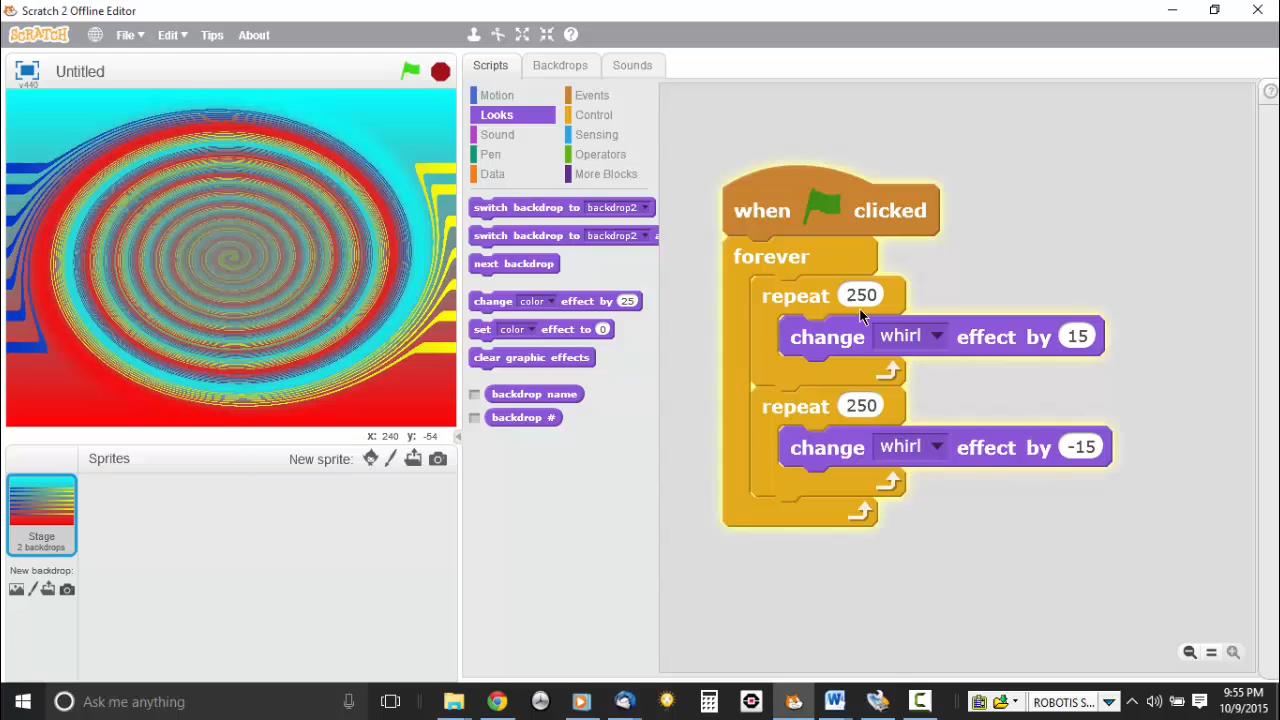 Scratch 2 Offline Editor
SCRATCH File Edit Tips About
v440
Untitled
Scripts Backdrops Sounds
Motion Events
Looks Control
Sound Sensing
Pen Operators
Data More Blocks
switch backdrop to backdrop2
switch backdrop to backdrop2 a
next backdrop
change color effect by 25
set color effect to 0
clear graphic effects
backdrop name
backdrop #
when clicked
forever
repeat 250
change whirl effect by 15
repeat 250
change whirl effect by -15
x: 240 y: -54
Sprites New sprite:
Stage
2 backdrops
New backdrop:
Ask me anything
ROBOTIS S...
9:55 PM
10/9/2015